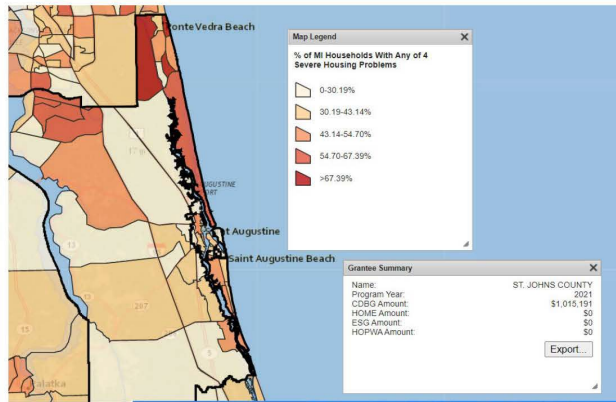 Ponte Vedra Beach
Map Legend
% of MI Households With Any of 4
Severe Housing Problems
0-30.19%
30.19-43.14%
43.14-54.70%
54.70-67.39%
>67.39%
AUGUSTINE
t Augustine
Saint Augustine Beach
13
13
207
15
5
Palatka
Grantee Summary
Name: ST. JOHNS COUNTY
Program Year: 2021
CDBG Amount: $1,015,191
HOME Amount: $0
ESG Amount: $0
HOPWA Amount: $0
Export...